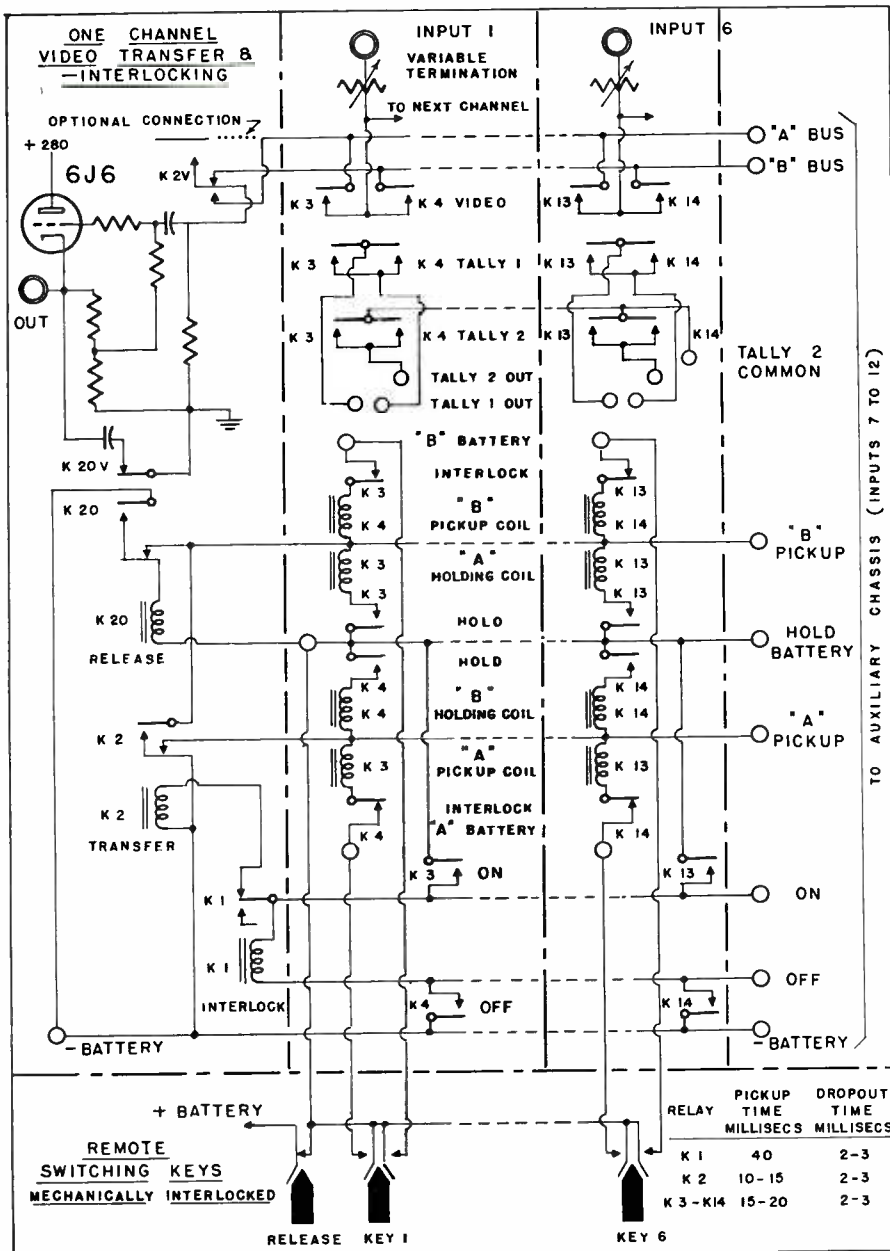 ONE CHANNEL
VIDEO TRANSFER &
-INTERLOCKING
INPUT 1
INPUT 6
VARIABLE
TERMINATION
TO NEXT CHANNEL
OPTIONAL CONNECTION
+ 280
6J6
K 2V
"A" BUS
"B" BUS
K 3
K 4 VIDEO
K 13
K 14
K 3
K 4 TALLY 1
K 13
K 14
OUT
K 3
K 4 TALLY 2
K 13
K 14
TALLY 2
COMMON
TALLY 2 OUT
TALLY 1 OUT
"B" BATTERY
K 20V
INTERLOCK
K 20
K 3
K 13
K 4
"B"
PICKUP COIL
K 14
"B"
PICKUP
K 3
"A"
HOLDING COIL
K 13
K 3
K 13
K 20
RELEASE
HOLD
HOLD
BATTERY
HOLD
K 4
K 14
K 4
"B"
HOLDING COIL
K 14
K 2
"A"
PICKUP
K 3
"A"
PICKUP COIL
K 13
K 2
TRANSFER
INTERLOCK
"A" BATTERY
K 4
K 14
K 3
ON
K 13
K 1
ON
K 1
INTERLOCK
OFF
K4
OFF
K 14
-BATTERY
-BATTERY
TO AUXILIARY CHASSIS (INPUTS 7 TO 12)
+ BATTERY
REMOTE
SWITCHING KEYS
MECHANICALLY INTERLOCKED
RELEASE
KEY 1
KEY 6
RELAY PICKUP TIME MILLISECS DROPOUT TIME MILLISECS
K 1 40 2-3
K 2 10-15 2-3
K 3-K14 15-20 2-3